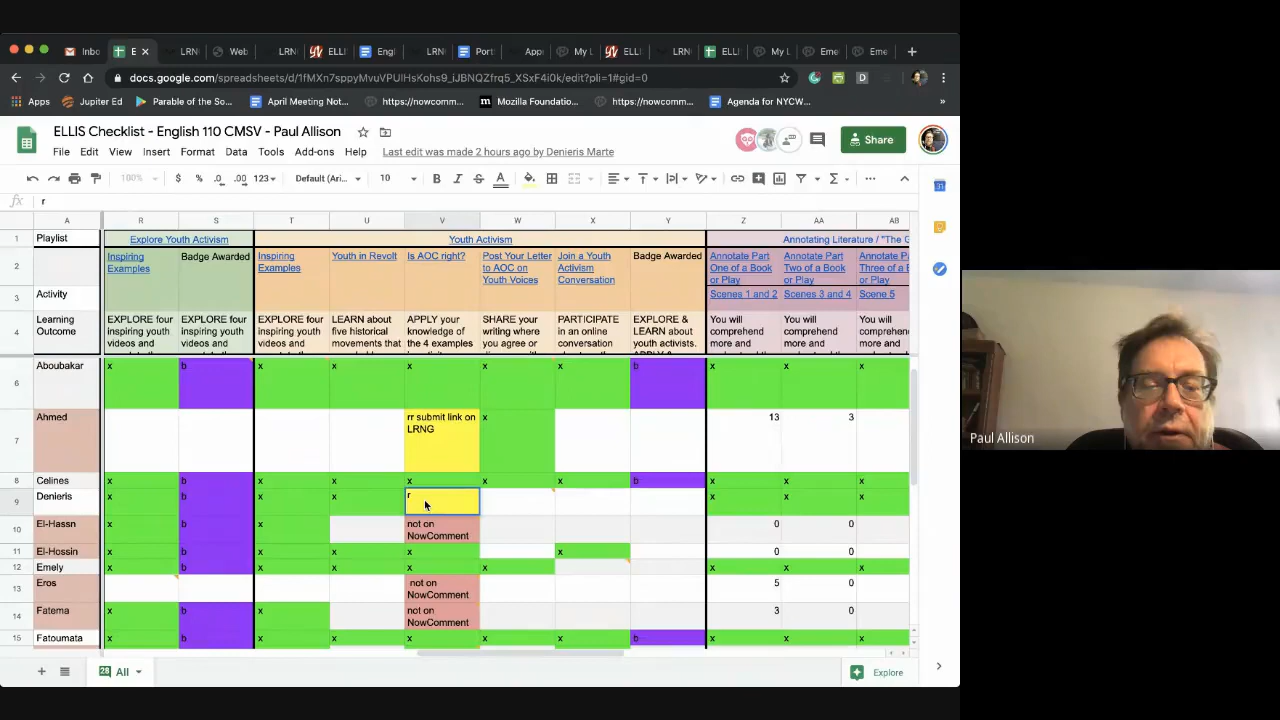 Inbo
E
LRN
Web
LRN
ELLI
Engl
LRN
Port
App
My L
ELL
LRN
ELLI
My L
Eme
Eme
docs.google.com/spreadsheets/d/
/edit?pli=1#gid=0
Apps
Jupiter Ed
Parable of the So...
April Meeting Not...
https://nowcomm...
Mozilla Foundatio...
https://nowcomm...
Agenda for NYCW...
ELLIS Checklist - English 110 CMSV - Paul Allison
File Edit View Insert Format Data Tools Add-ons Help Last edit was made 2 hours ago by Denieris Marte
Share
100% $ % .0 .00 123 Default (Ari... 10 B I S A
fx r
A R S T U V W X Y Z AA AB
1 Playlist Explore Youth Activism Youth Activism Annotating Literature / "The G
2 Inspiring Examples Badge Awarded Inspiring Examples Youth in Revolt Is AOC right? Post Your Letter to AOC on Youth Voices Join a Youth Activism Conversation Badge Awarded Annotate Part One of a Book or Play Annotate Part Two of a Book or Play Annotate Pa Three of a B or Play
3 Activity Scenes 1 and 2 Scenes 3 and 4 Scene 5
4 Learning Outcome EXPLORE four inspiring youth videos and EXPLORE four inspiring youth videos and EXPLORE four inspiring youth videos and LEARN about five historical movements that APPLY your knowledge of the 4 examples SHARE your writing where you agree or PARTICIPATE in an online conversation EXPLORE & LEARN about youth activists. You will comprehend more and You will comprehend more and You will comprehend more and
6 Aboubakar x b x x x x x b x x x
7 Ahmed rr submit link on LRNG x 13 3
8 Celines x b x x x x x b x x x
9 Denieris x b x x r x x x
10 El-Hassn x b x not on NowComment 0 0
11 El-Hossin x b x x x x 0 0
12 Emely x b x x x x x x x
13 Eros not on NowComment 5 0
14 Fatema x b x not on NowComment 3 0
15 Fatoumata x b x x x x x b x x x
28 All
Explore
Paul Allison